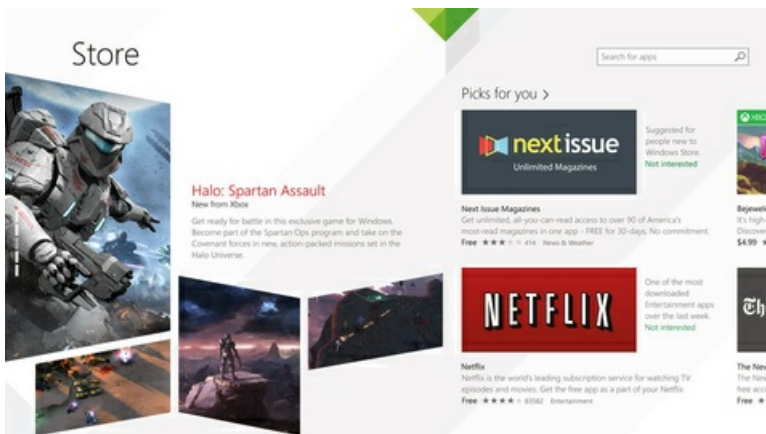 Store
Search for apps
Picks for you >
Halo: Spartan Assault
New from Xbox
Get ready for battle in this exclusive game for Windows.
Become part of the Spartan Ops program and take on the
Covenant forces in new, action-packed missions set in the
Halo Universe.
next issue
Unlimited Magazines
Suggested for
people new to
Windows Store.
Not interested
Next Issue Magazines
Get unlimited, all-you-can-read access to over 90 of America's
most-read magazines in one app - FREE for 30-days. No commitment.
Free ★★★★★ 414 News & Weather
NETFLIX
One of the most
downloaded
Entertainment apps
over the last week.
Not interested
Netflix
Netflix is the world's leading subscription service for watching TV
episodes and movies. Get the free app as a part of your Netflix
Free ★★★★★ 83582 Entertainment
XBO
Bejewel
It's high
Discove
$4.99
Th
The New
The New
free acc
Free